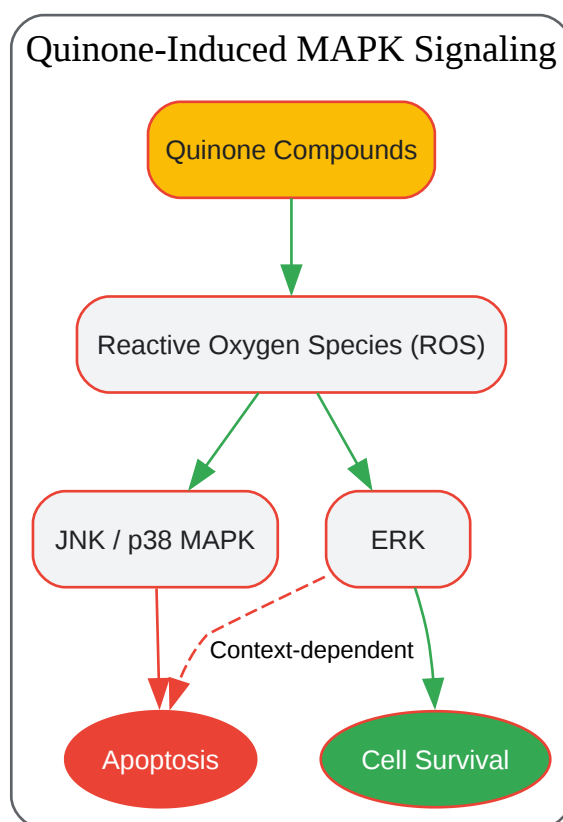 Quinone-Induced MAPK Signaling
Quinone Compounds
Reactive Oxygen Species (ROS)
JNK / p38 MAPK
ERK
Context-dependent
Apoptosis
Cell Survival